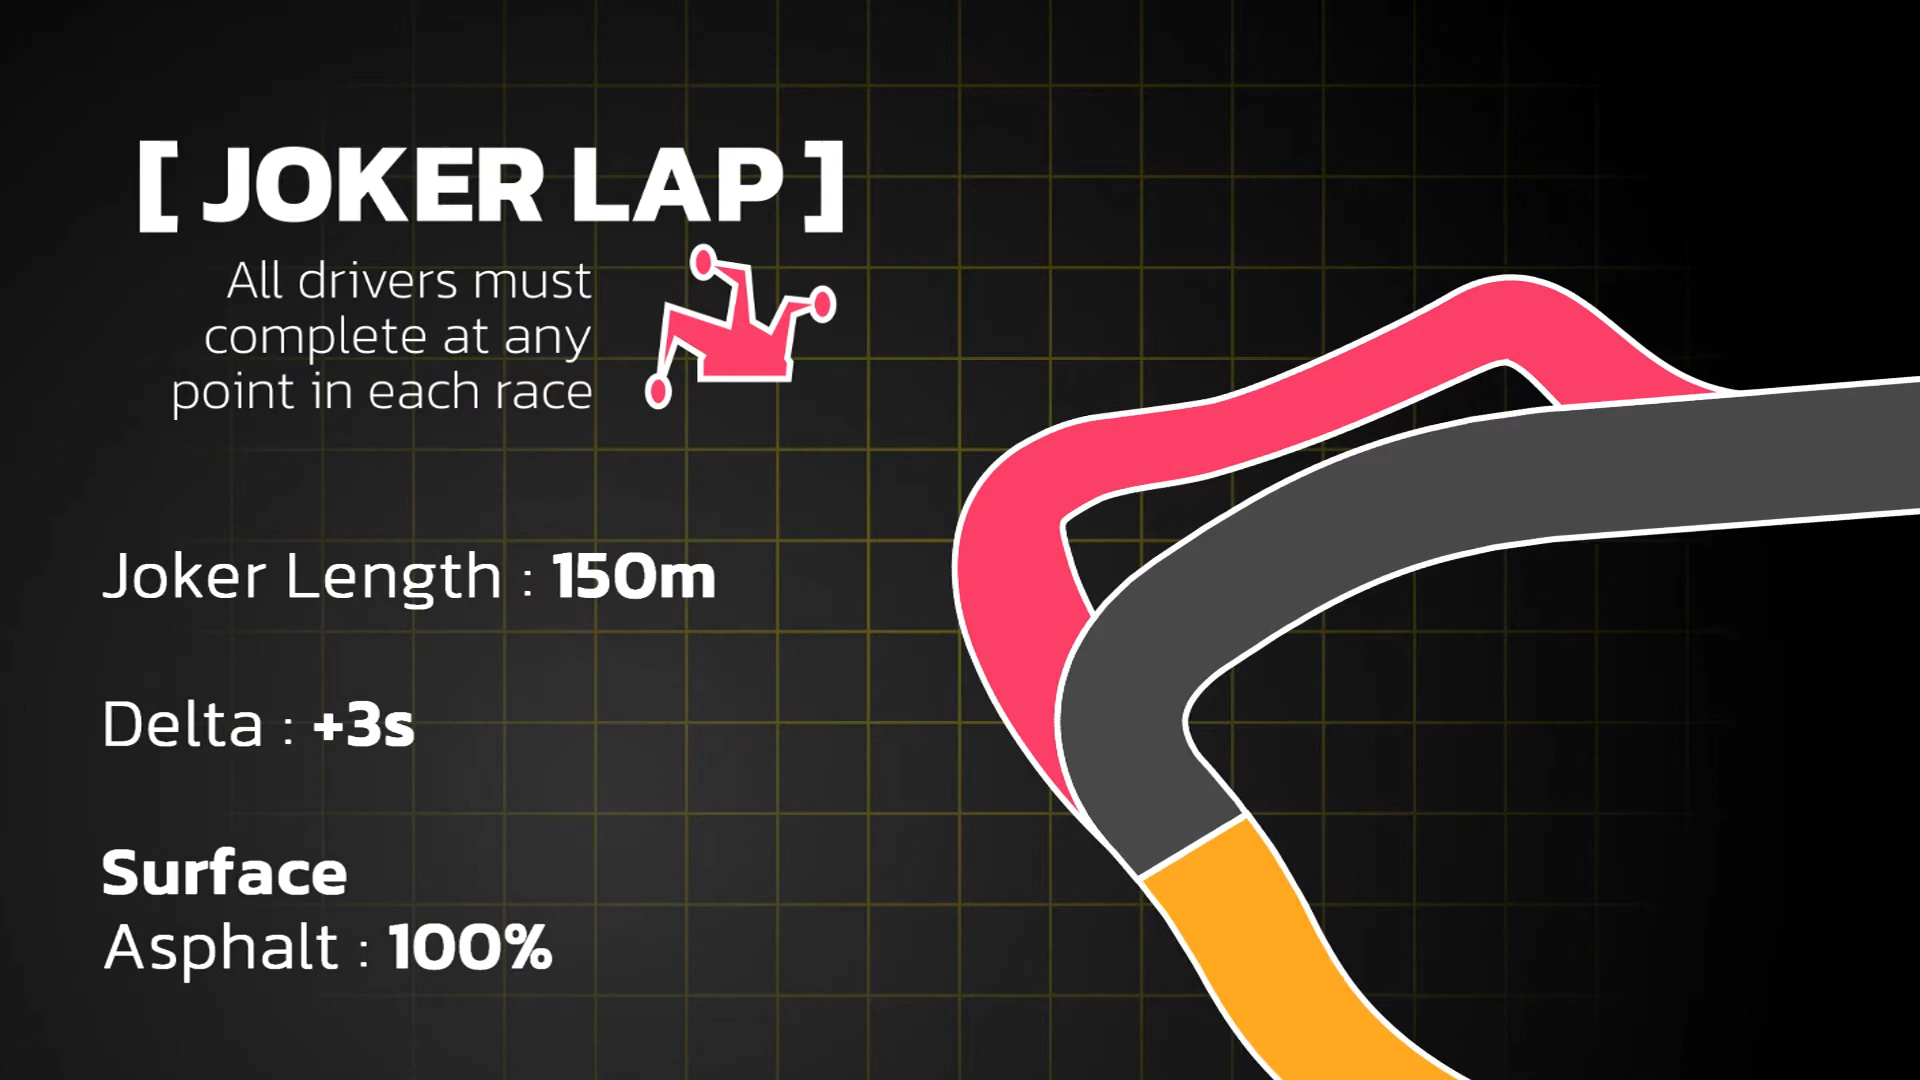 [ JOKER LAP ]
All drivers must
complete at any
point in each race
Joker Length : 150m
Delta : +3s
Surface
Asphalt : 100%